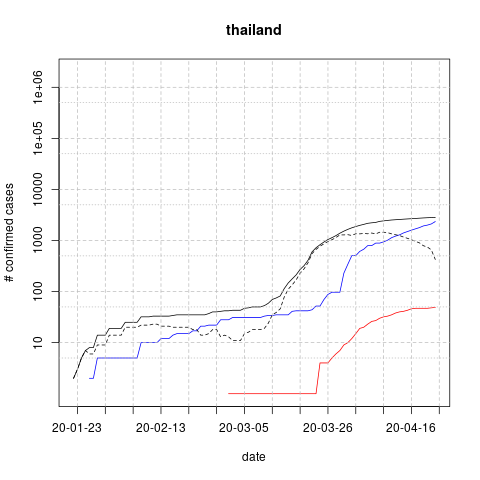 thailand
# confirmed cases
1e+06
1e+05
10000
1000
100
10
20-01-23
20-02-13
20-03-05
20-03-26
20-04-16
date